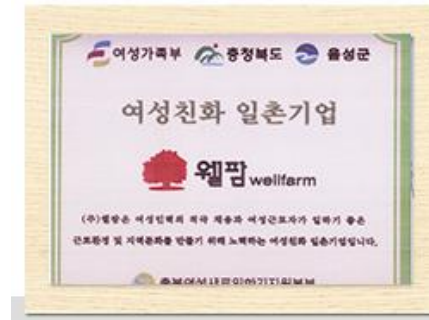 여성가족부 충청북도 음성군
여성친화 일촌기업
웰팜 wellfarm
(주)웰팜은 여성인력의 적극 채용과 여성근로자가 일하기 좋은
근로환경 및 지역문화를 만들기 위해 노력하는 여성친화 일촌기업입니다.